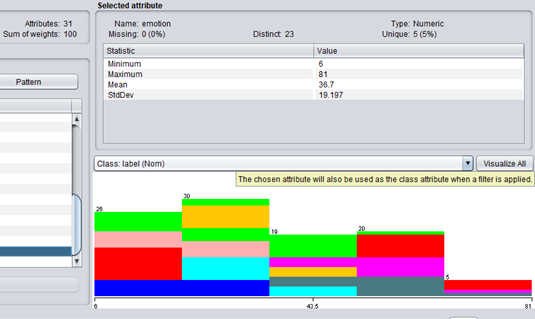 Selected attribute
Attributes: 31
Sum of weights: 100
Name: emotion
Type: Numeric
Missing: 0 (0%)
Distinct: 23
Unique: 5 (5%)
Pattern
Statistic Value
Minimum 6
Maximum 81
Mean 36.7
StdDev 19.197
Class: label (Nom)
Visualize All
The chosen attribute will also be used as the class attribute when a filter is applied.
26
30
19
20
5
6
43.5
81